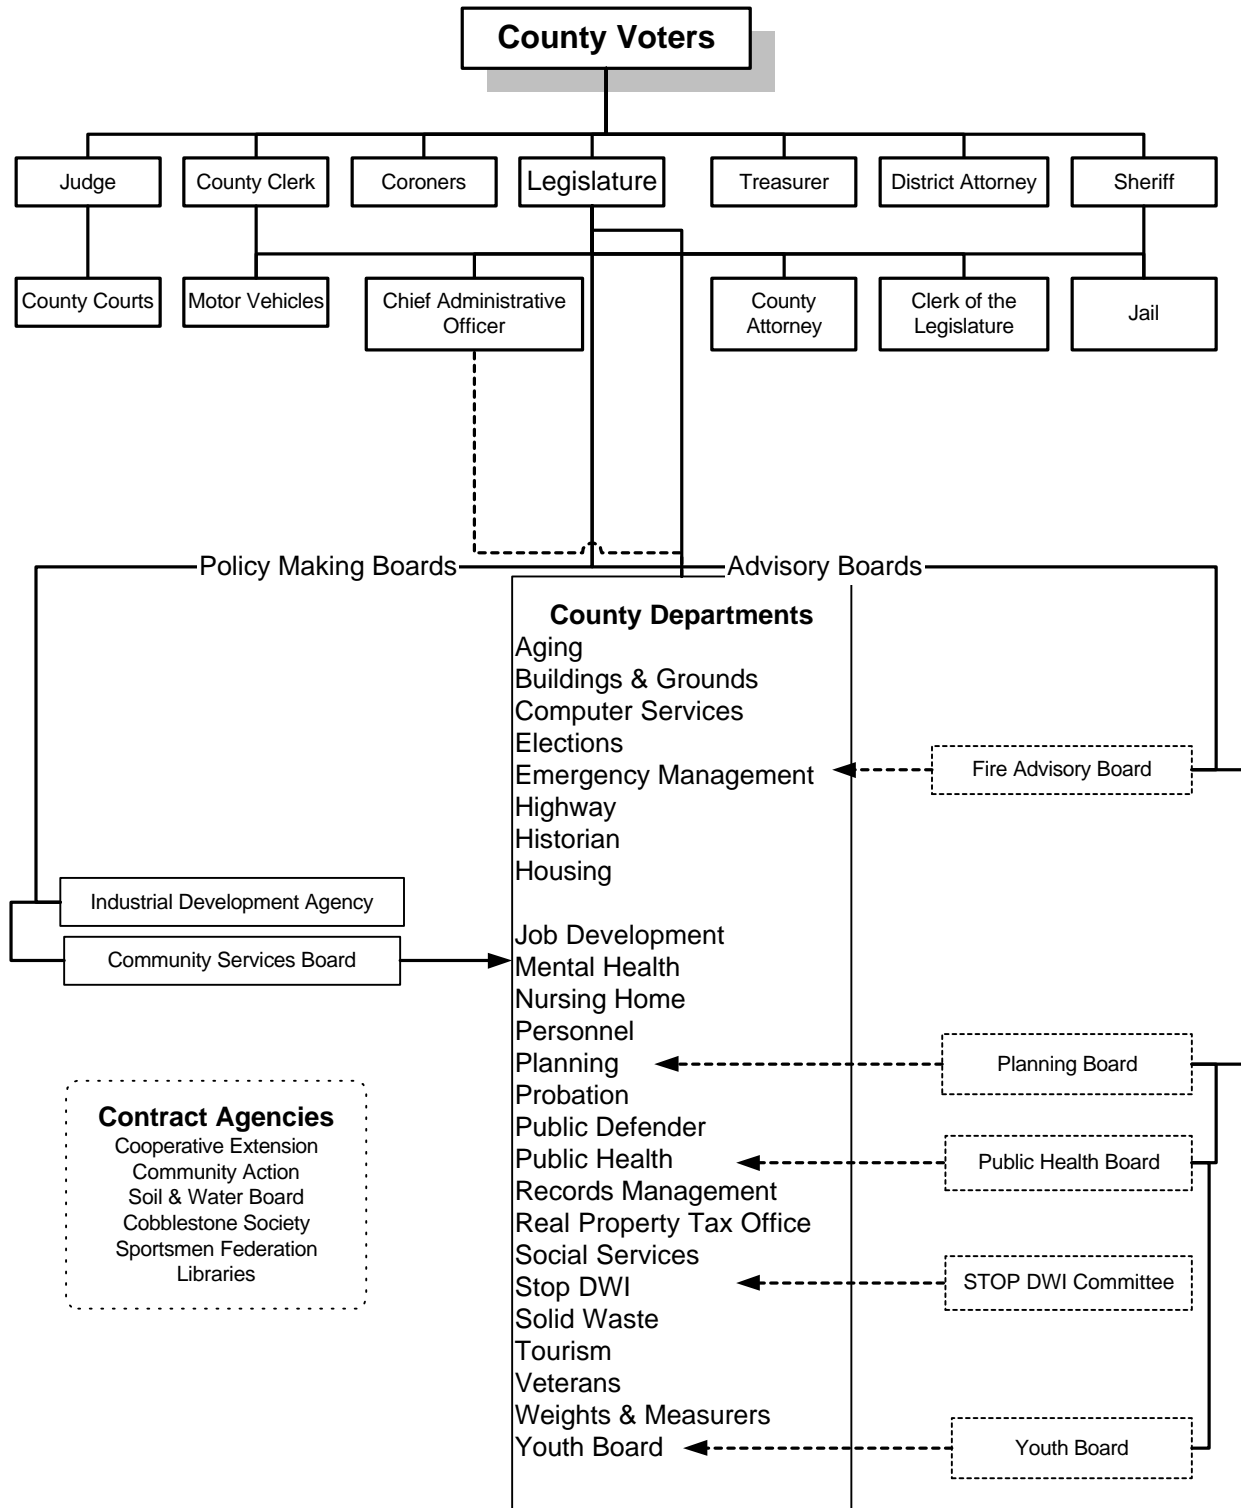 County Voters
Judge
County Clerk
Coroners
Legislature
Treasurer
District Attorney
Sheriff
County Courts
Motor Vehicles
Chief Administrative
Officer
County
Attorney
Clerk of the
Legislature
Jail
Policy Making Boards
Advisory Boards
County Departments
Aging
Buildings & Grounds
Computer Services
Elections
Emergency Management
Highway
Historian
Housing
Job Development
Mental Health
Nursing Home
Personnel
Planning
Probation
Public Defender
Public Health
Records Management
Real Property Tax Office
Social Services
Stop DWI
Solid Waste
Tourism
Veterans
Weights & Measurers
Youth Board
Fire Advisory Board
Industrial Development Agency
Community Services Board
Planning Board
Public Health Board
STOP DWI Committee
Youth Board
Contract Agencies
Cooperative Extension
Community Action
Soil & Water Board
Cobblestone Society
Sportsmen Federation
Libraries